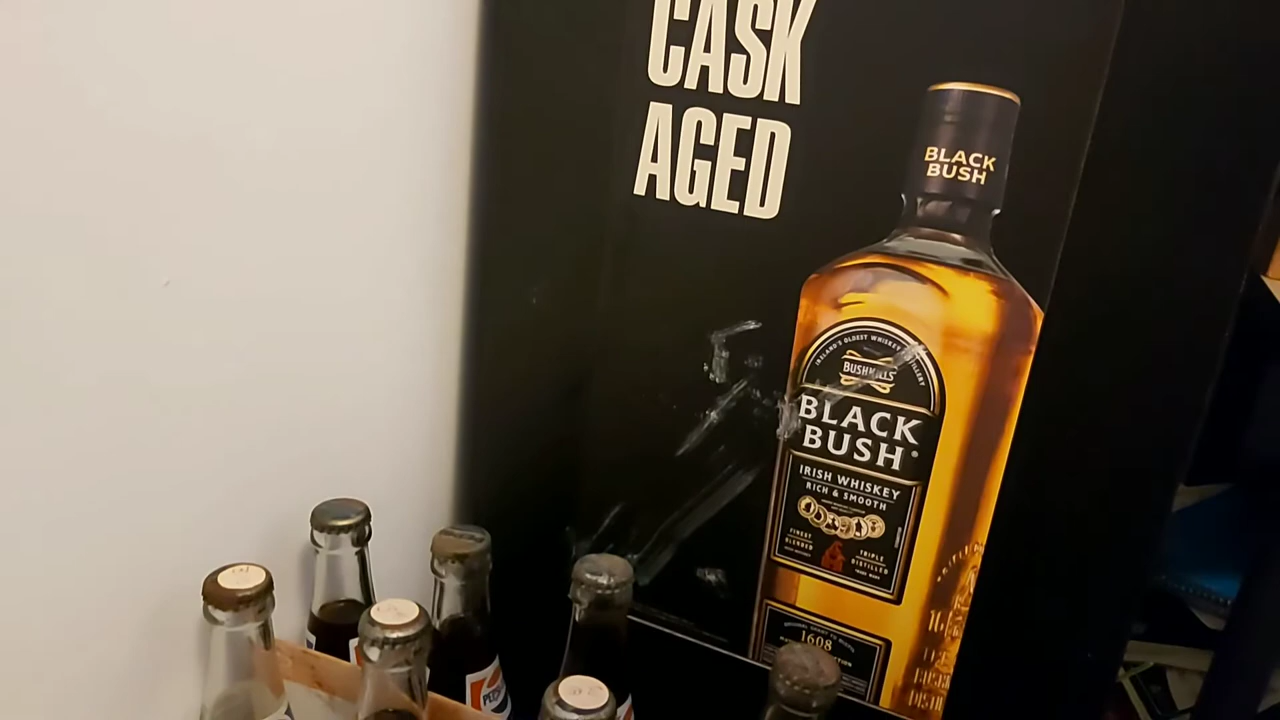 CASK
AGED
BLACK
BUSH
IRELAND'S OLDEST WHISKEY DISTILLERY
BUSHMILLS
BLACK
BUSH
IRISH WHISKEY
RICH & SMOOTH
FINEST
BLENDED
TRIPLE
DISTILLED
1608
PEPSI